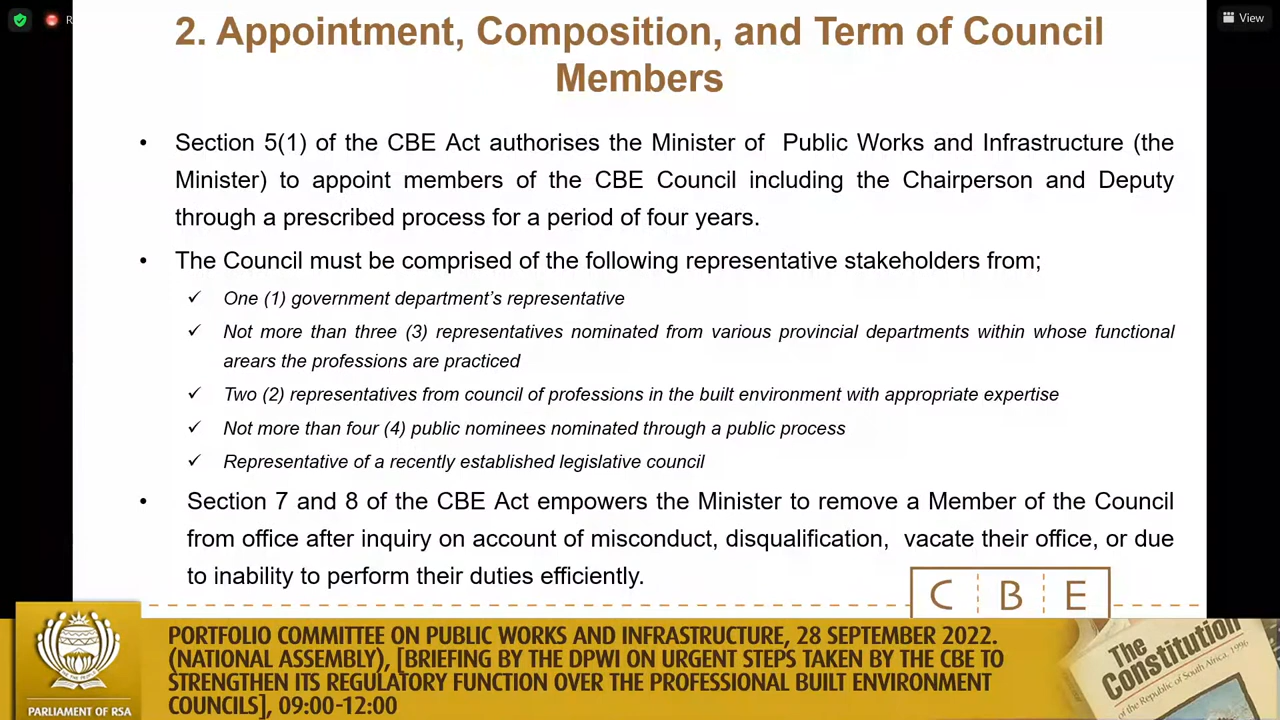 R
View
2. Appointment, Composition, and Term of Council
Members
• Section 5(1) of the CBE Act authorises the Minister of Public Works and Infrastructure (the
Minister) to appoint members of the CBE Council including the Chairperson and Deputy
through a prescribed process for a period of four years.
• The Council must be comprised of the following representative stakeholders from;
✓ One (1) government department's representative
✓ Not more than three (3) representatives nominated from various provincial departments within whose functional
arears the professions are practiced
✓ Two (2) representatives from council of professions in the built environment with appropriate expertise
✓ Not more than four (4) public nominees nominated through a public process
✓ Representative of a recently established legislative council
• Section 7 and 8 of the CBE Act empowers the Minister to remove a Member of the Council
from office after inquiry on account of misconduct, disqualification, vacate their office, or due
to inability to perform their duties efficiently.
C B E
PORTFOLIO COMMITTEE ON PUBLIC WORKS AND INFRASTRUCTURE, 28 SEPTEMBER 2022.
(NATIONAL ASSEMBLY), [BRIEFING BY THE DPWI ON URGENT STEPS TAKEN BY THE CBE TO
STRENGTHEN ITS REGULATORY FUNCTION OVER THE PROFESSIONAL BUILT ENVIRONMENT
COUNCILS], 09:00-12:00
PARLIAMENT OF RSA
The
Constitution
of the Republic of South Africa, 1996